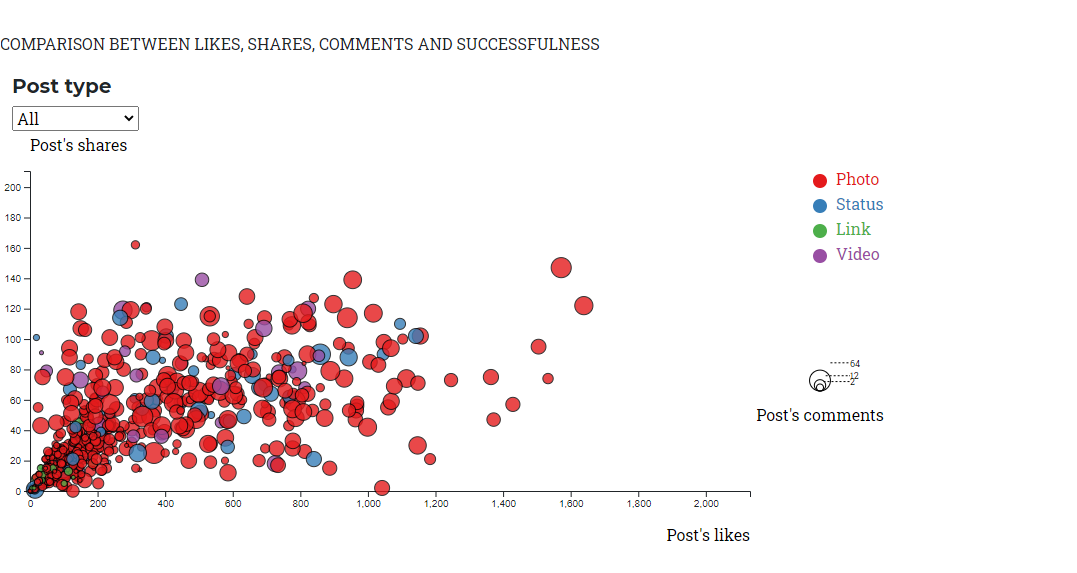 COMPARISON BETWEEN LIKES, SHARES, COMMENTS AND SUCCESSFULNESS
Post type
All
Post's shares
200
180
160
140
120
100
80
60
40
20
0
0 200 400 600 800 1,000 1,200 1,400 1,600 1,800 2,000
Post's likes
Photo
Status
Link
Video
64
Post's comments